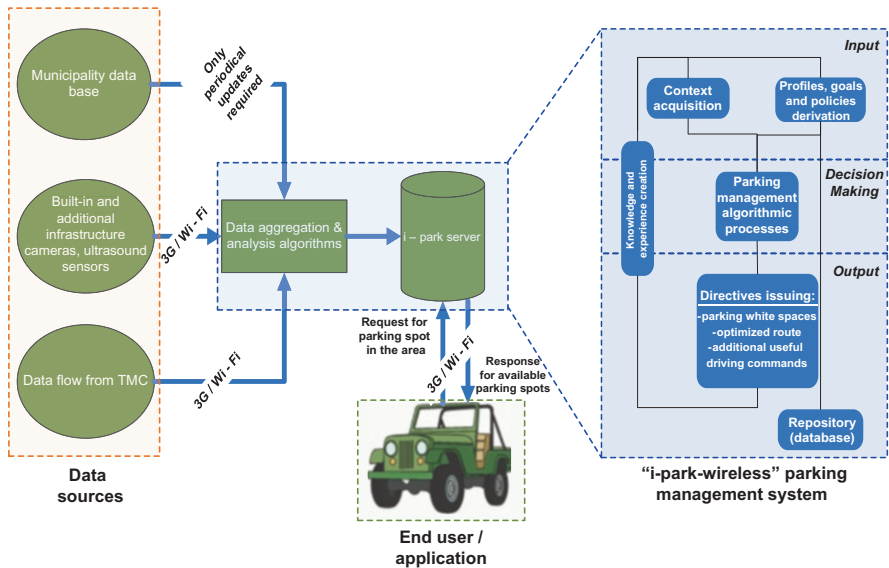 Municipality data
base
Built-in and
additional
infrastructure
cameras, ultrasound
sensors
Data flow from TMC
Data
sources
Only
periodical
updates
required
3G / Wi - Fi
3G / Wi - Fi
Data aggregation &
analysis algorithms
i – park server
Request for
parking spot
in the area
3G / Wi - Fi
Response
for available
parking spots
End user /
application
Input
Context
acquisition
Profiles, goals
and policies
derivation
Decision
Making
Knowledge and
experience creation
Parking
management
algorithmic
processes
Output
Directives issuing:
-parking white spaces
-optimized route
-additional useful
driving commands
Repository
(database)
“i-park-wireless” parking
management system